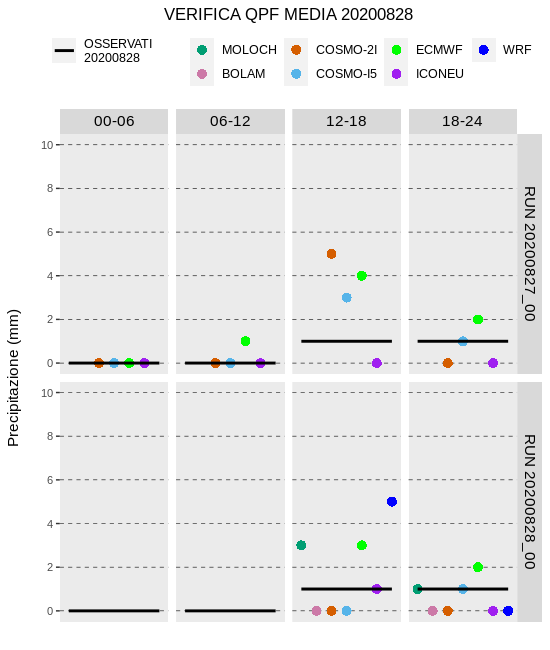 VERIFICA QPF MEDIA 20200828
OSSERVATI
20200828
MOLOCH
COSMO-2I
ECMWF
WRF
BOLAM
COSMO-I5
ICONEU
00-06
06-12
12-18
18-24
10
8
6
4
2
0
RUN 20200827_00
Precipitazione (mm)
10
8
6
4
2
0
RUN 20200828_00